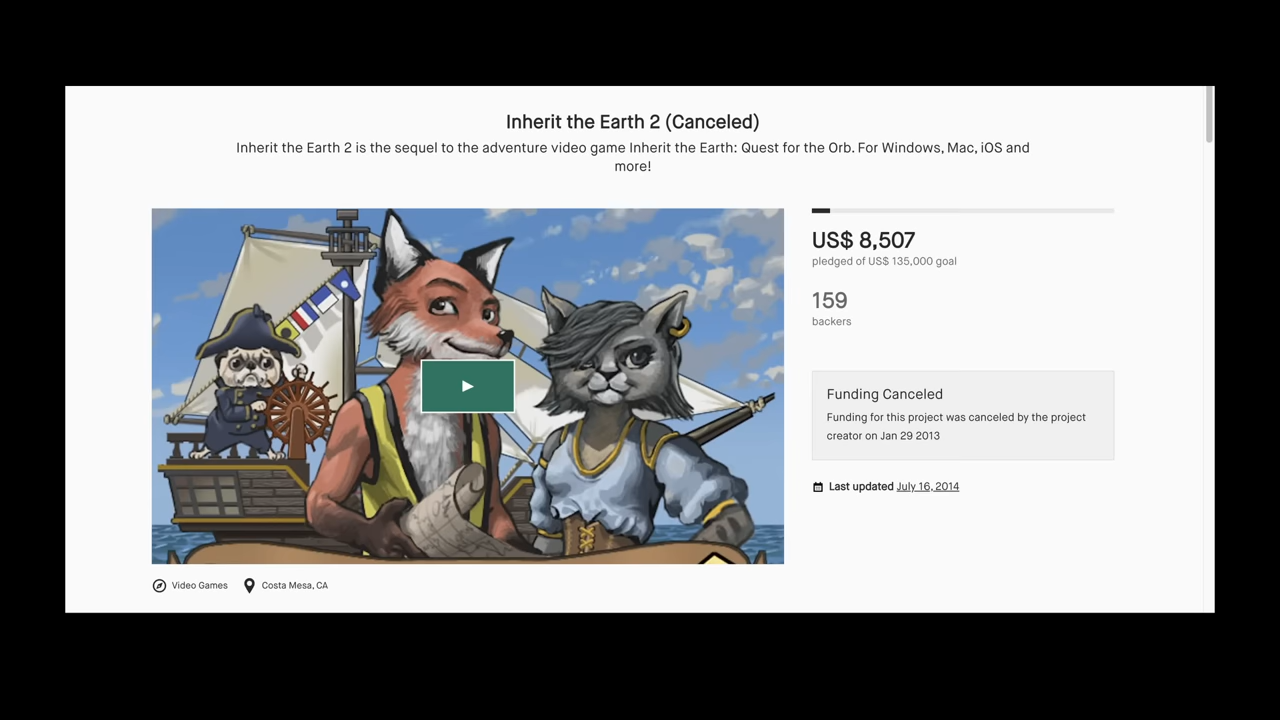 Inherit the Earth 2 (Canceled)
Inherit the Earth 2 is the sequel to the adventure video game Inherit the Earth: Quest for the Orb. For Windows, Mac, iOS and
more!
US$ 8,507
pledged of US$ 135,000 goal
159
backers
Funding Canceled
Funding for this project was canceled by the project
creator on Jan 29 2013
Last updated July 16, 2014
Video Games Costa Mesa, CA